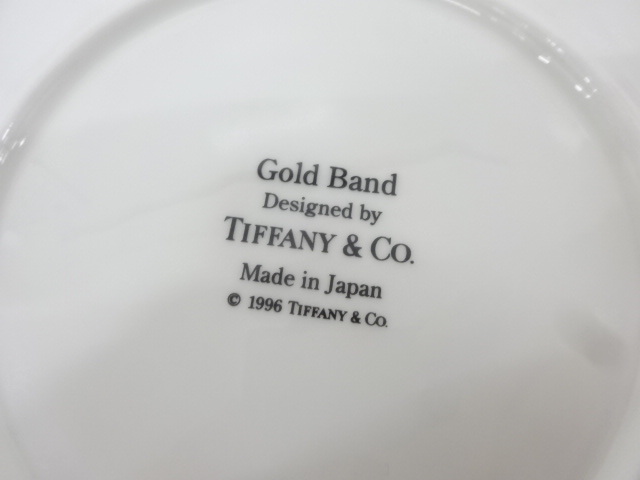 Gold Band
Designed by
TIFFANY & CO.
Made in Japan
© 1996 TIFFANY & CO.